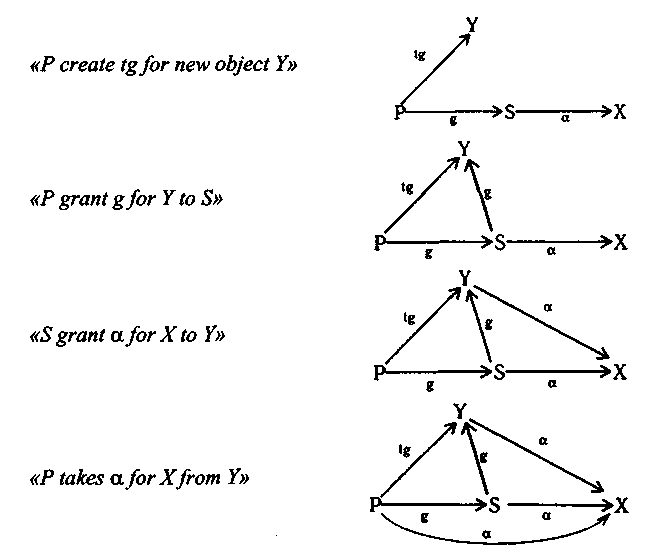 Y
tg
«P create tg for new object Y»
P g S α X
Y
tg g
«P grant g for Y to S»
P g S α X
Y
tg g α
«S grant α for X to Y»
P g S α X
Y
tg g α
«P takes α for X from Y»
P g S α X
α